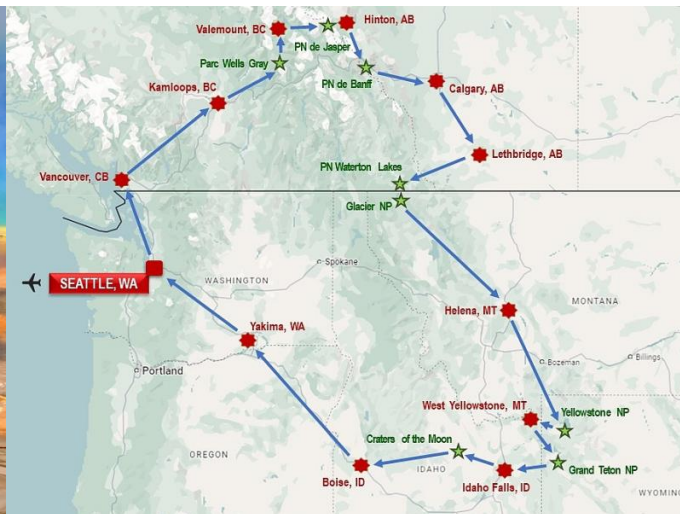 Valemount, BC
Hinton, AB
PN de Jasper
Parc Wells Gray
PN de Banff
Kamloops, BC
Calgary, AB
Lethbridge, AB
PN Waterton Lakes
Vancouver, CB
Glacier NP
Spokane
SEATTLE, WA
WASHINGTON
MONTANA
Helena, MT
Yakima, WA
Bozeman
Billings
Portland
West Yellowstone, MT
Yellowstone NP
Craters of the Moon
OREGON
IDAHO
Grand Teton NP
Boise, ID
Idaho Falls, ID
WYOMING